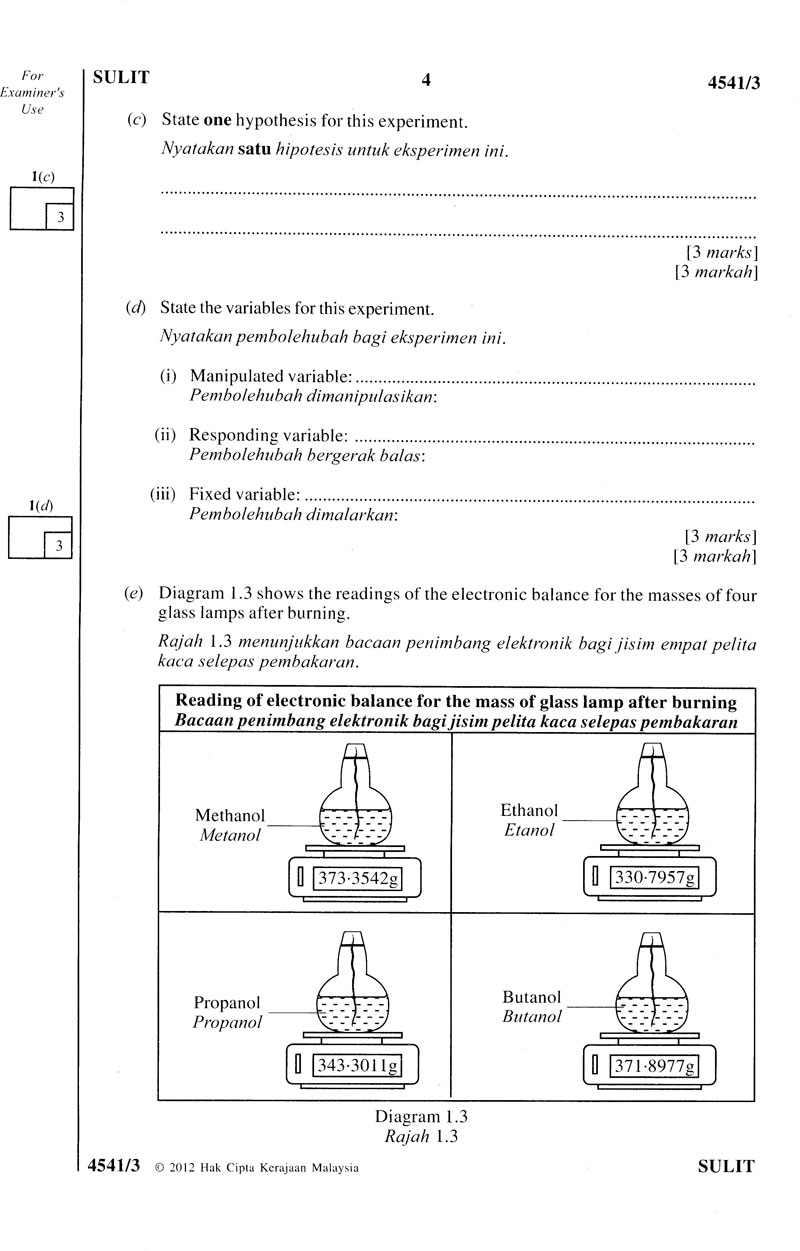 For
Examiner's
Use
SULIT 4 4541/3
(c) State one hypothesis for this experiment.
Nyatakan satu hipotesis untuk eksperimen ini.
1(c)
3
[3 marks]
[3 markah]
(d) State the variables for this experiment.
Nyatakan pembolehubah bagi eksperimen ini.
(i) Manipulated variable:
Pembolehubah dimanipulasikan:
(ii) Responding variable:
Pembolehubah bergerak balas:
(iii) Fixed variable:
Pembolehubah dimalarkan:
1(d)
3
[3 marks]
[3 markah]
(e) Diagram 1.3 shows the readings of the electronic balance for the masses of four
glass lamps after burning.
Rajah 1.3 menunjukkan bacaan penimbang elektronik bagi jisim empat pelita
kaca selepas pembakaran.
Reading of electronic balance for the mass of glass lamp after burning
Bacaan penimbang elektronik bagi jisim pelita kaca selepas pembakaran
Methanol
Metanol
373·3542g
Ethanol
Etanol
330·7957g
Propanol
Propanol
343·3011g
Butanol
Butanol
371·8977g
Diagram 1.3
Rajah 1.3
4541/3 © 2012 Hak Cipta Kerajaan Malaysia SULIT